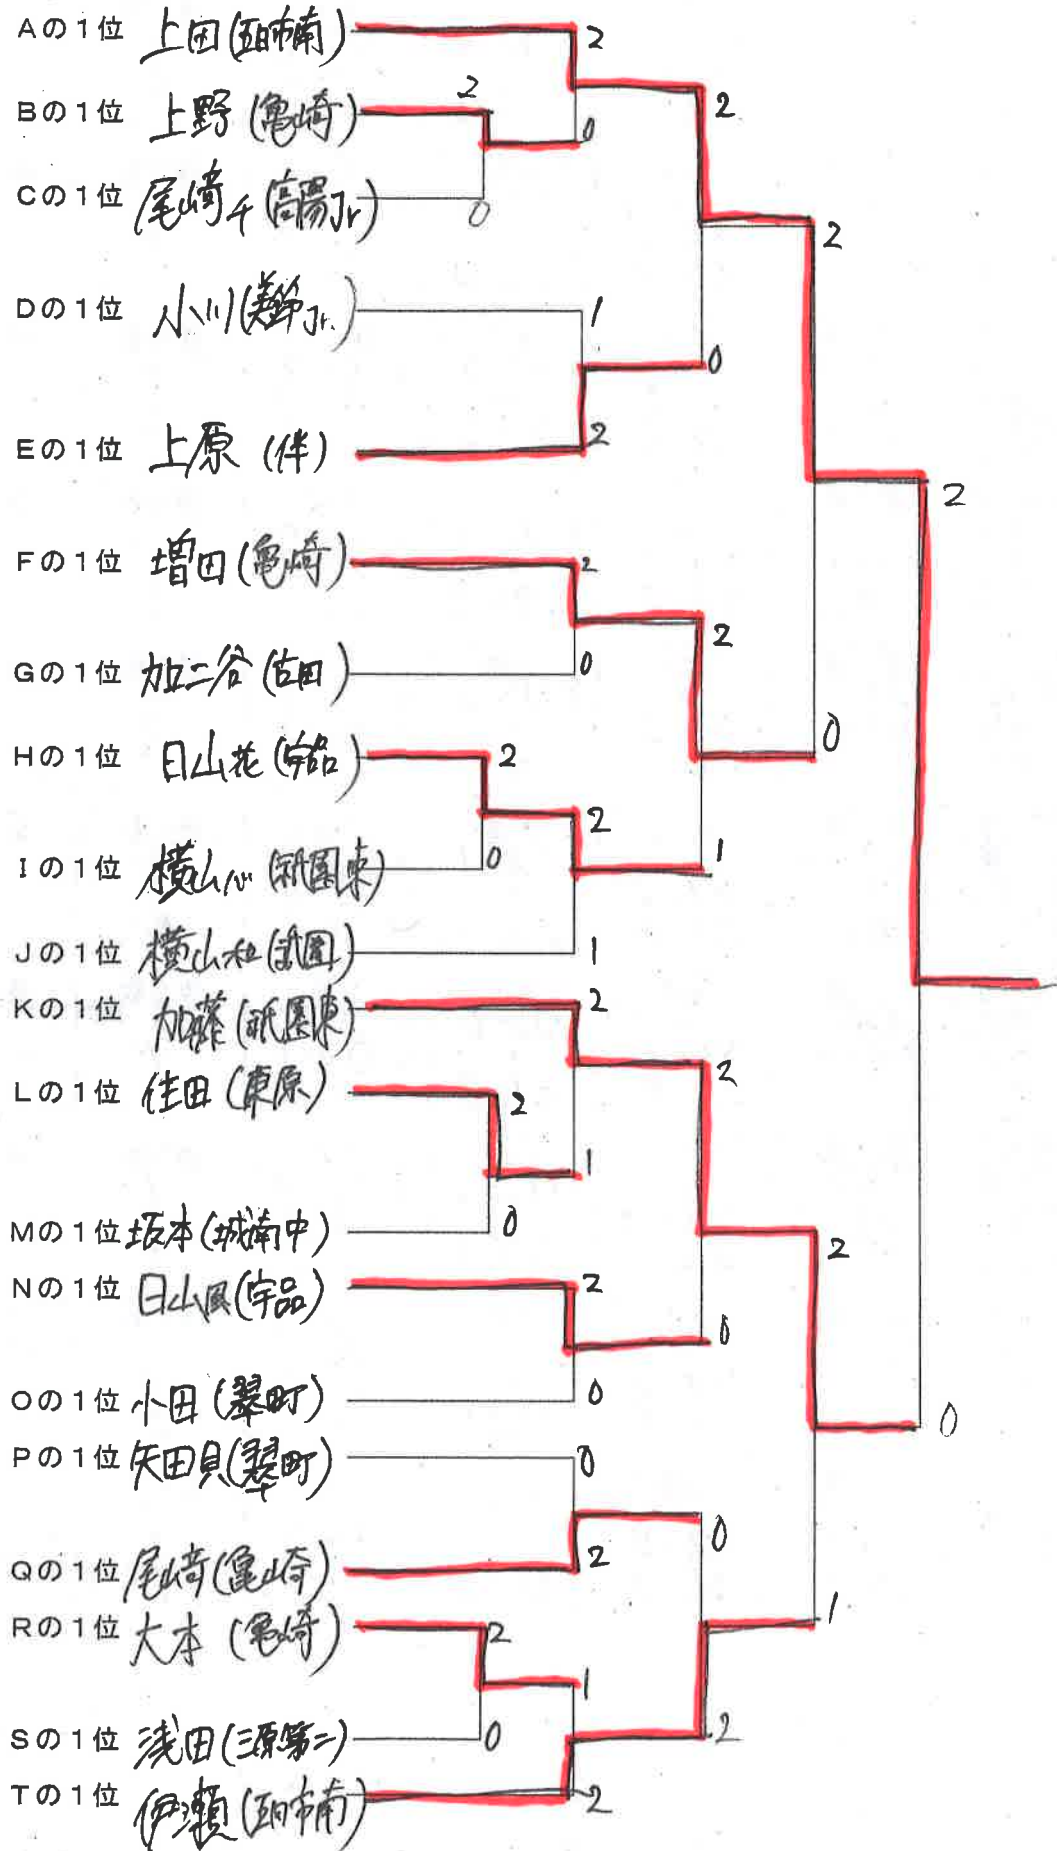 Aの1位 上田(五日市南)
2
2
Bの1位 上野(亀崎)
2
0
Cの1位 尾崎千(高陽Jr)
0
2
Dの1位 小川(美鈴Jr.)
1
0
Eの1位 上原(伴)
2
2
Fの1位 増田(亀崎)
2
2
Gの1位 加二谷(古田)
0
0
Hの1位 日山花(宇品)
2
2
1
Iの1位 横山心(祇園東)
0
Jの1位 横山和(祇園)
1
Kの1位 加藤(祇園東)
2
2
Lの1位 住田(東原)
2
1
Mの1位 坂本(城南中)
0
2
Nの1位 日山風(宇品)
2
0
Oの1位 小田(翠町)
0
0
Pの1位 矢田貝(翠町)
0
0
Qの1位 尾崎(亀崎)
2
1
Rの1位 大本(亀崎)
2
1
Sの1位 浅田(三原第二)
0
2
Tの1位 伊瀬(五日市南)
2